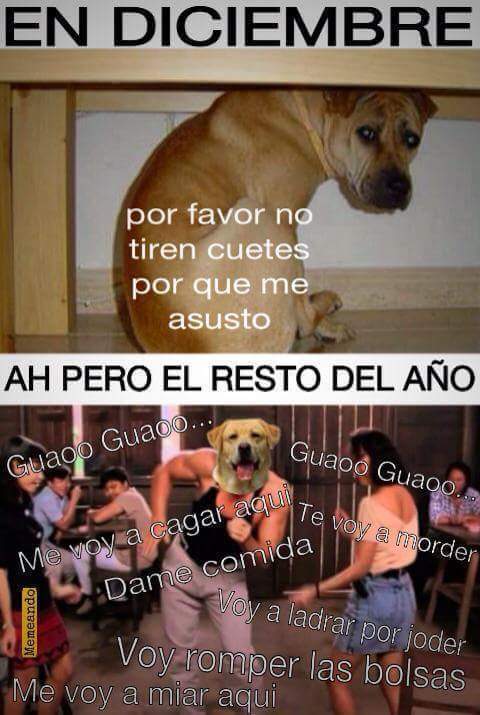 EN DICIEMBRE
por favor no
tiren cuetes
por que me
asusto
AH PERO EL RESTO DEL AÑO
Guaoo Guaoo...
Guaoo Guaoo...
Me voy a cagar aqui
Te voy a morder
Dame comida
Voy a ladrar por joder
Voy romper las bolsas
Me voy a miar aqui
Memeando